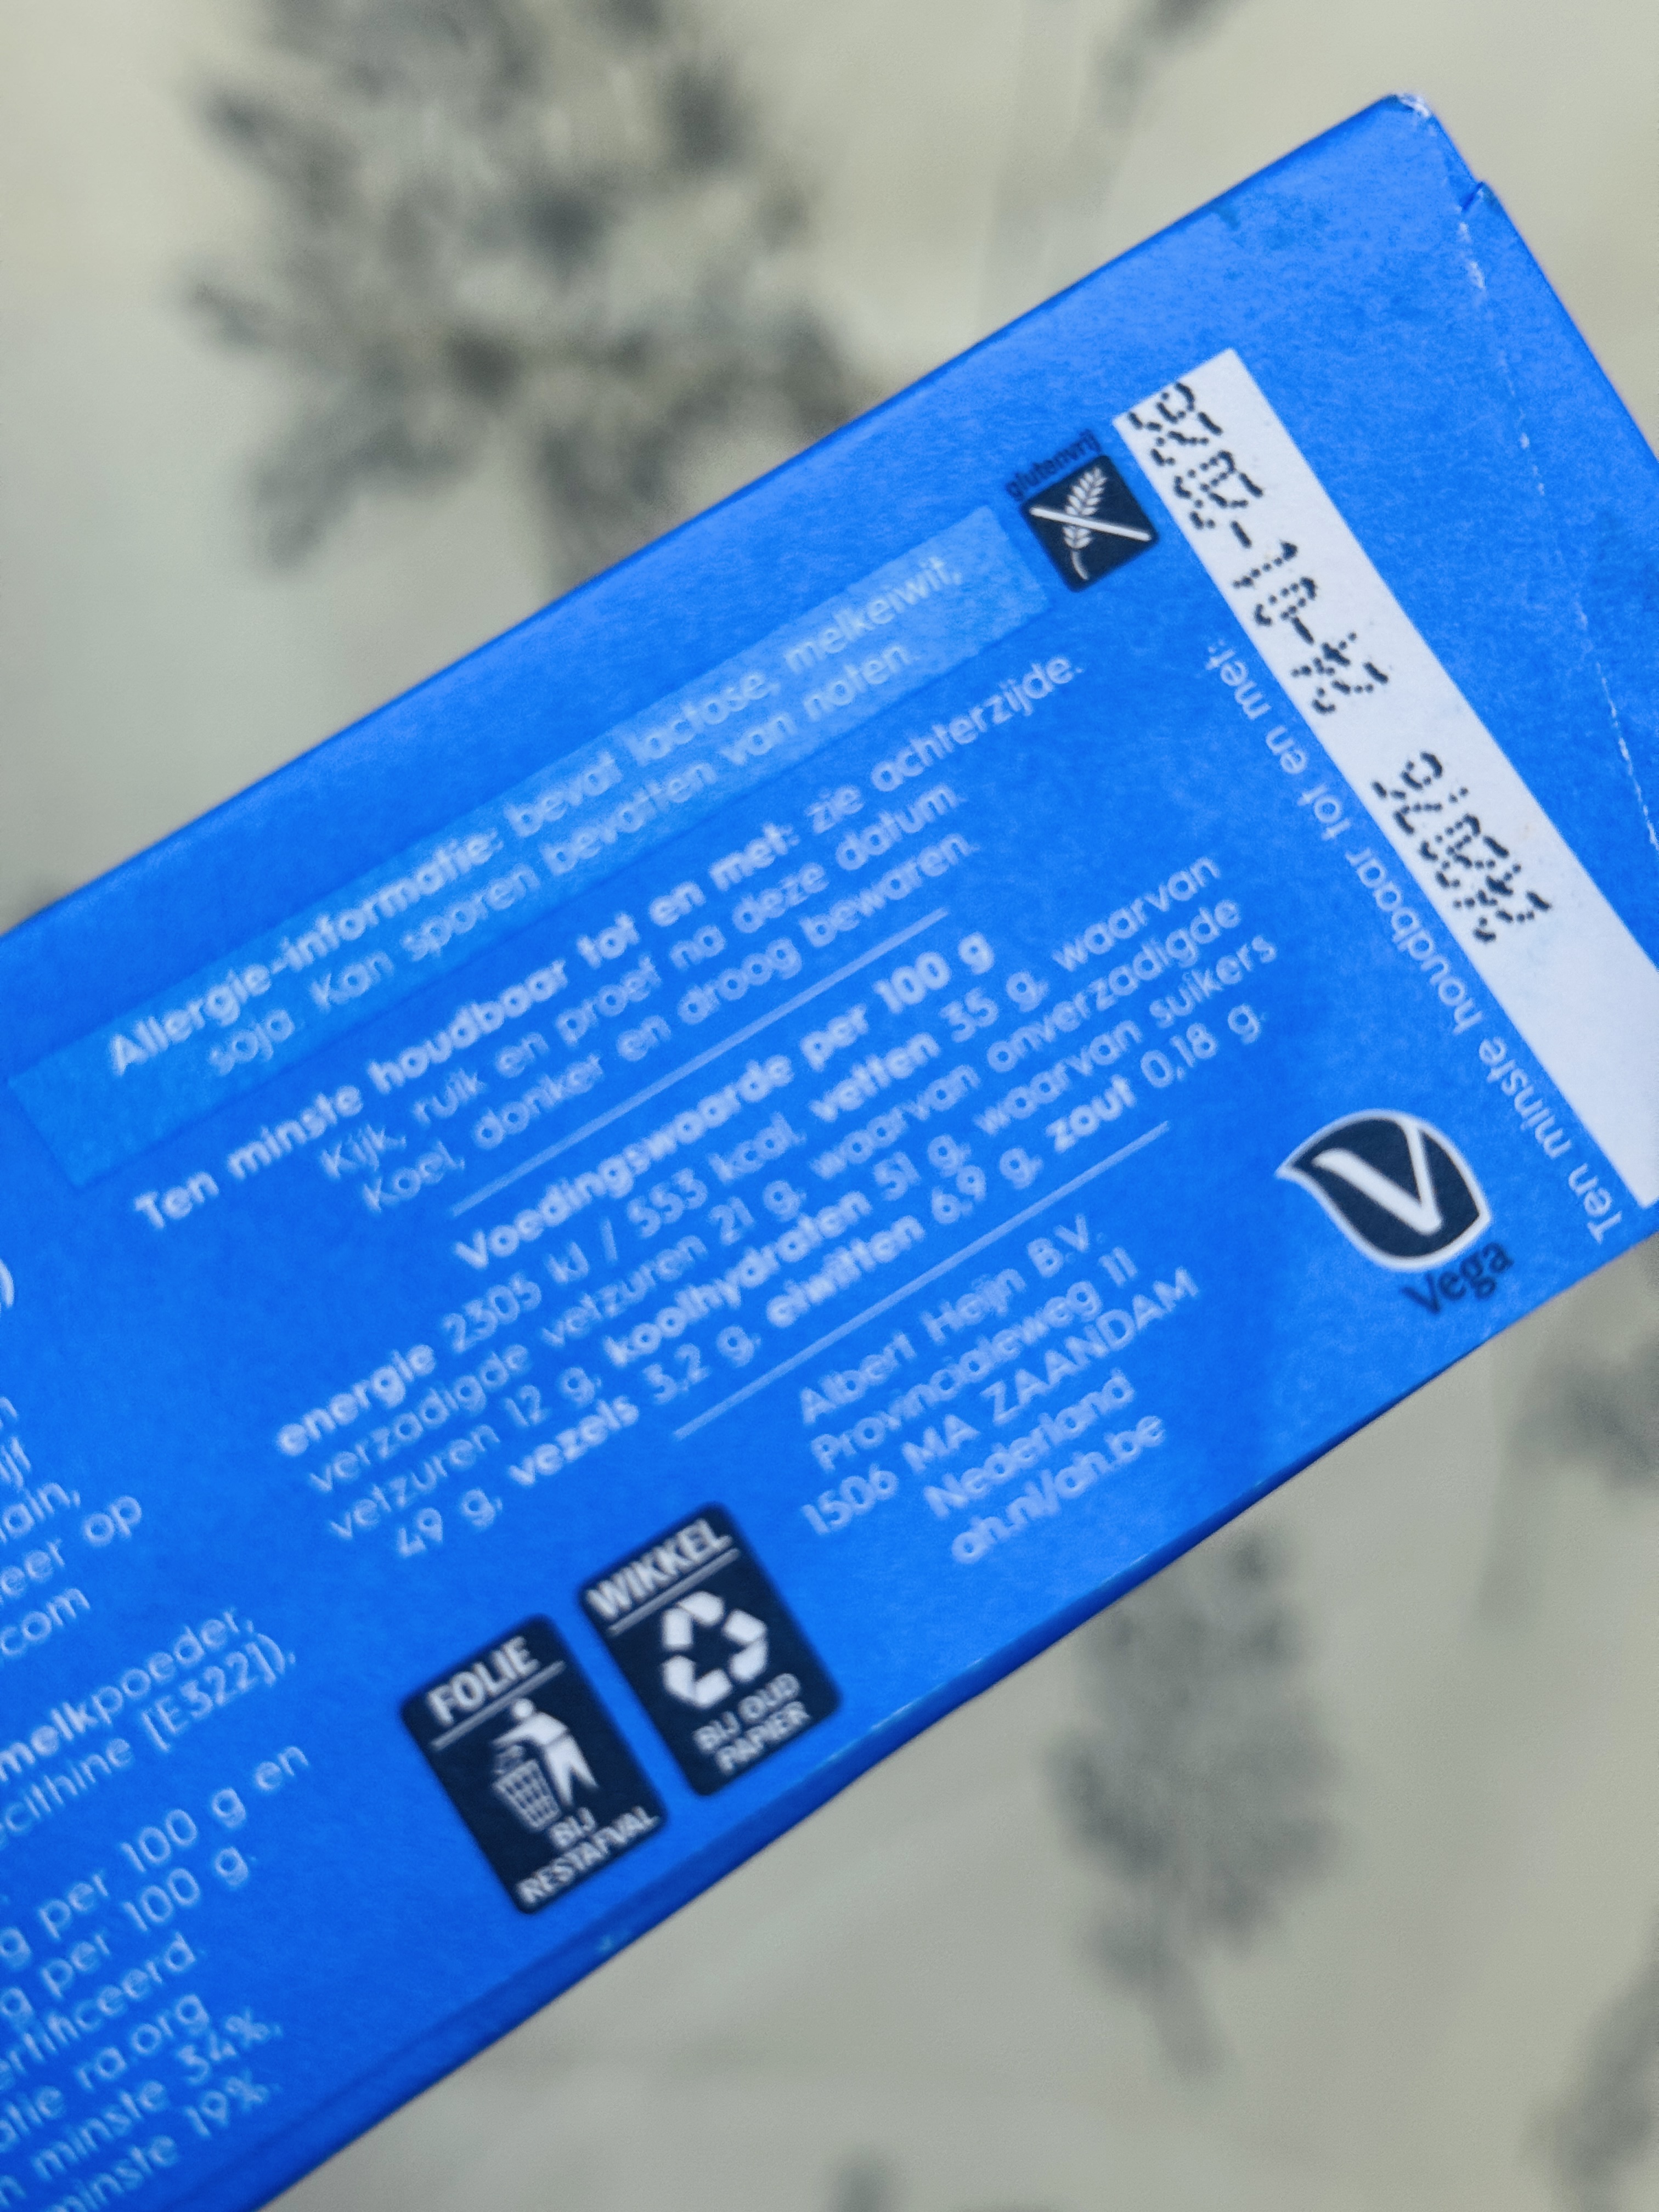 glutenvrij
Allergie-informatie: bevat lactose, melkeiwit,
soja. Kan sporen bevatten van noten.
Ten minste houdbaar tot en met: zie achterzijde.
Kijk, ruik en proef na deze datum.
Koel, donker en droog bewaren.
Voedingswaarde per 100 g
energie 2305 kJ / 553 kcal, vetten 35 g, waarvan
verzadigde vetzuren 21 g, waarvan onverzadigde
vetzuren 12 g, koolhydraten 51 g, waarvan suikers
49 g, vezels 3,2 g, eiwitten 6,9 g, zout 0,18 g.
Albert Heijn B.V.
Provincialeweg 11
1506 MA ZAANDAM
Nederland
ah.nl/ah.be
Ten minste houdbaar tot en met:
Vega
WIKKEL
BIJ OUD
PAPIER
FOLIE
BIJ
RESTAFVAL
eer op
com
melkpoeder,
ecithine [E322]),
g per 100 g en
g per 100 g.
ertificeerd.
atie ra.org
minste 34%,
minste 19%.